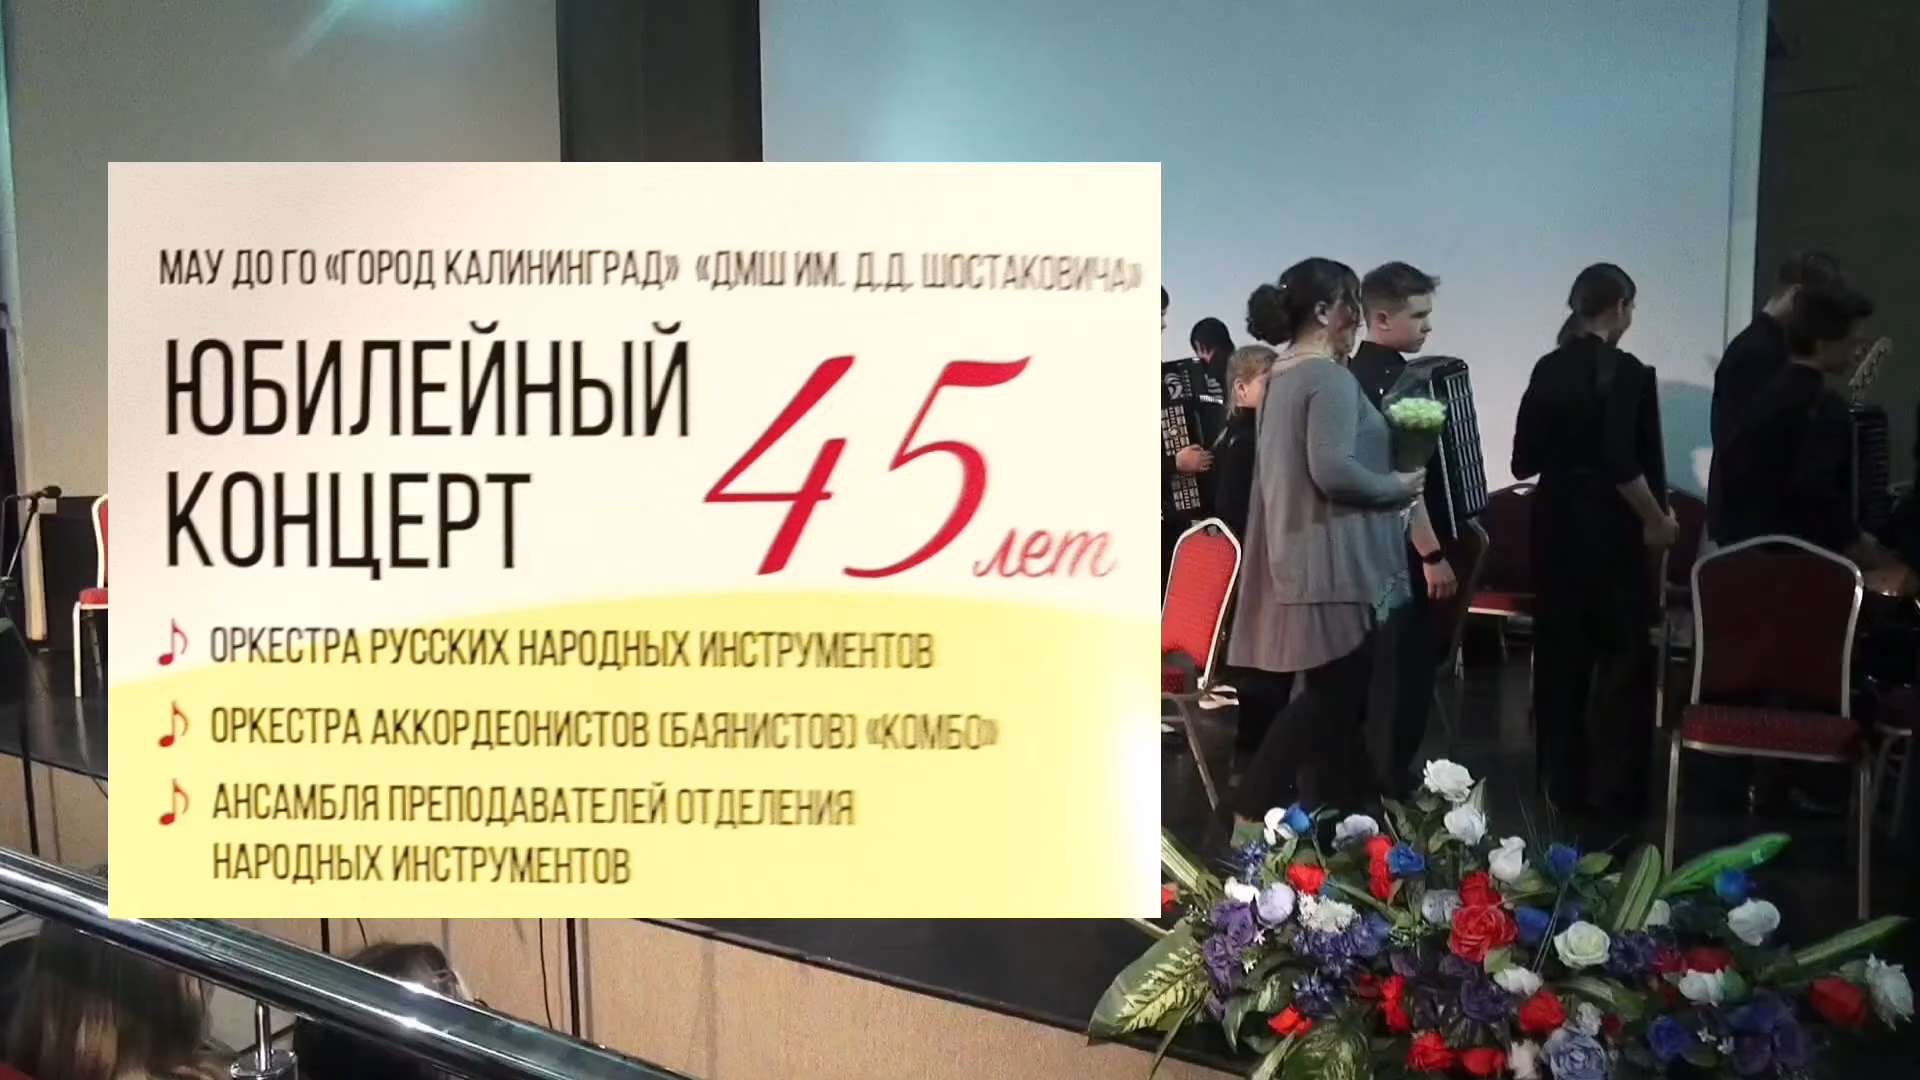 МАУ ДО ГО «ГОРОД КАЛИНИНГРАД» «ДМШ ИМ. Д.Д. ШОСТАКОВИЧА»
ЮБИЛЕЙНЫЙ
КОНЦЕРТ
45 лет
ОРКЕСТРА РУССКИХ НАРОДНЫХ ИНСТРУМЕНТОВ
ОРКЕСТРА АККОРДЕОНИСТОВ (БАЯНИСТОВ) «КОМБО»
АНСАМБЛЯ ПРЕПОДАВАТЕЛЕЙ ОТДЕЛЕНИЯ
НАРОДНЫХ ИНСТРУМЕНТОВ